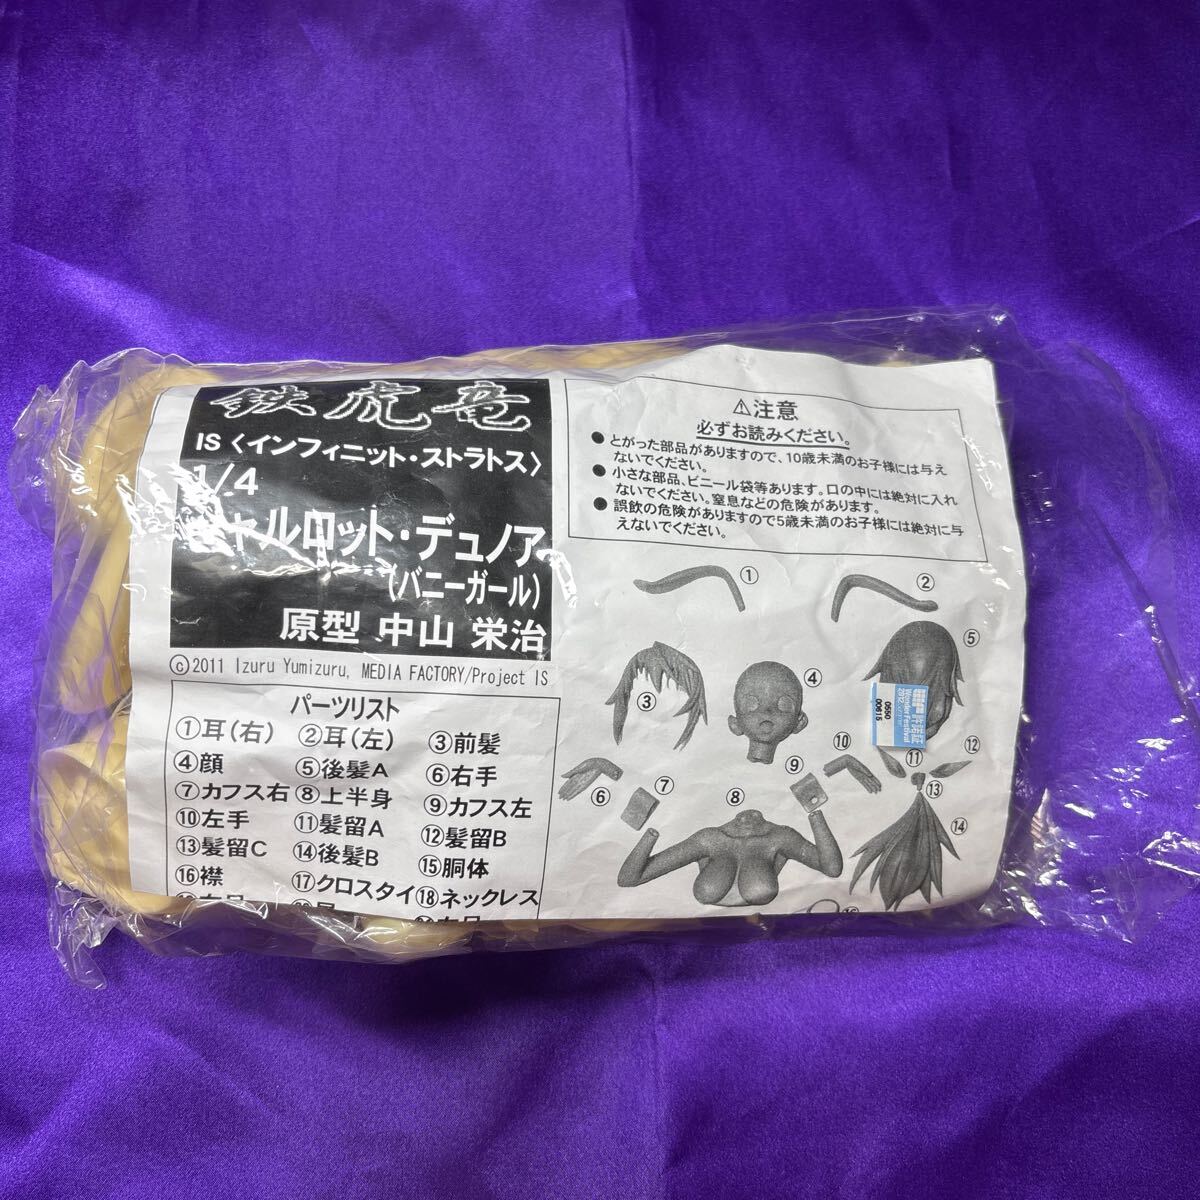 鉄虎竜
IS〈インフィニット・ストラトス〉
1/4
シャルロット・デュノア
(バニーガール)
原型 中山 栄治
Ⓒ2011 Izuru Yumizuru, MEDIA FACTORY/Project IS
⚠注意
必ずお読みください。
●とがった部品がありますので、10歳未満のお子様には与え
ないでください。
●小さな部品、ビニール袋等あります。口の中には絶対に入れ
ないでください。窒息などの危険があります。
●誤飲の危険がありますので5歳未満のお子様には絶対に与
えないでください。
パーツリスト
①耳(右) ②耳(左) ③前髪
④顔 ⑤後髪A ⑥右手
⑦カフス右 ⑧上半身 ⑨カフス左
⑩左手 ⑪髪留A ⑫髪留B
⑬髪留C ⑭後髪B ⑮胴体
⑯襟 ⑰クロスタイ ⑱ネックレス
① ②
③ ④ ⑤
⑥ ⑦ ⑧ ⑨ ⑩ ⑪ ⑫
⑬ ⑭
許諾証
Wonder Festival
0550
00615